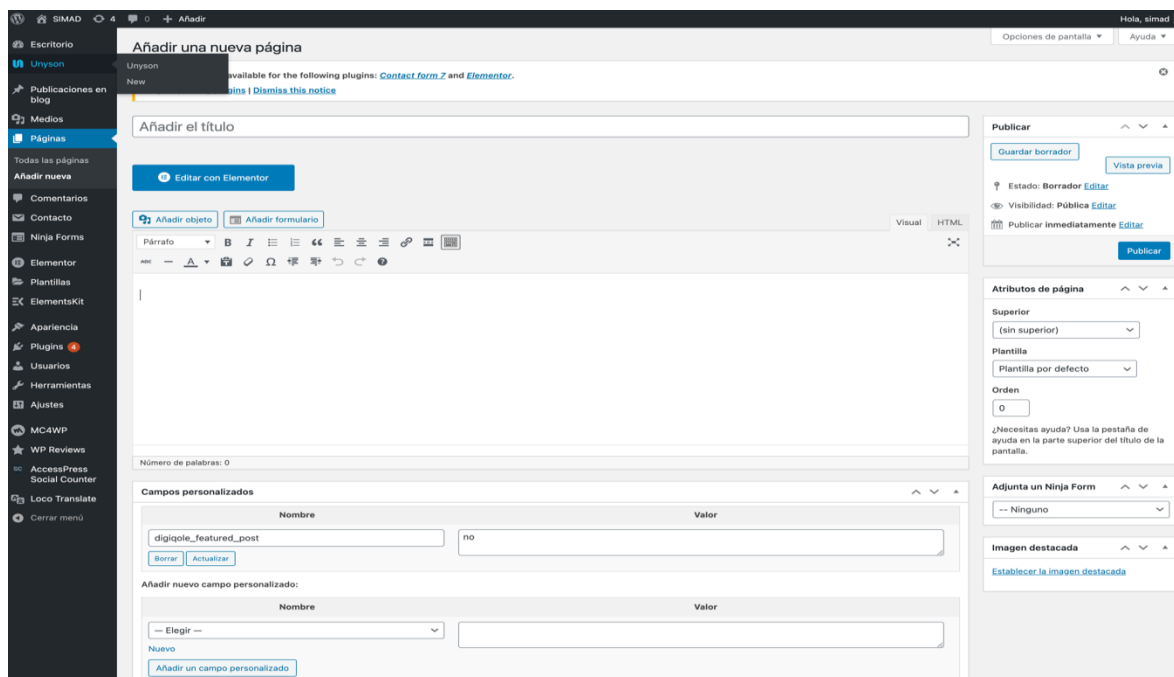 SIMAD 4 0 + Añadir Hola, simad
Escritorio
Unyson
Publicaciones en
blog
Medios
Páginas
Todas las páginas
Añadir nueva
Comentarios
Contacto
Ninja Forms
Elementor
Plantillas
ElementsKit
Apariencia
Plugins 4
Usuarios
Herramientas
Ajustes
MC4WP
WP Reviews
SC AccessPress
Social Counter
Loco Translate
Cerrar menú
Unyson
New
Opciones de pantalla Ayuda
Añadir una nueva página
available for the following plugins: Contact form 7 and Elementor.
| Dismiss this notice
Añadir el título
Editar con Elementor
Añadir objeto Añadir formulario
Visual HTML
Párrafo B I
ABC A Ω
Número de palabras: 0
Campos personalizados
Nombre Valor
digiqole_featured_post no
Borrar Actualizar
Añadir nuevo campo personalizado:
Nombre Valor
— Elegir —
Nuevo
Añadir un campo personalizado
Publicar
Guardar borrador
Vista previa
Estado: Borrador Editar
Visibilidad: Pública Editar
Publicar inmediatamente Editar
Publicar
Atributos de página
Superior
(sin superior)
Plantilla
Plantilla por defecto
Orden
0
¿Necesitas ayuda? Usa la pestaña de
ayuda en la parte superior del título de la
pantalla.
Adjunta un Ninja Form
-- Ninguno
Imagen destacada
Establecer la imagen destacada